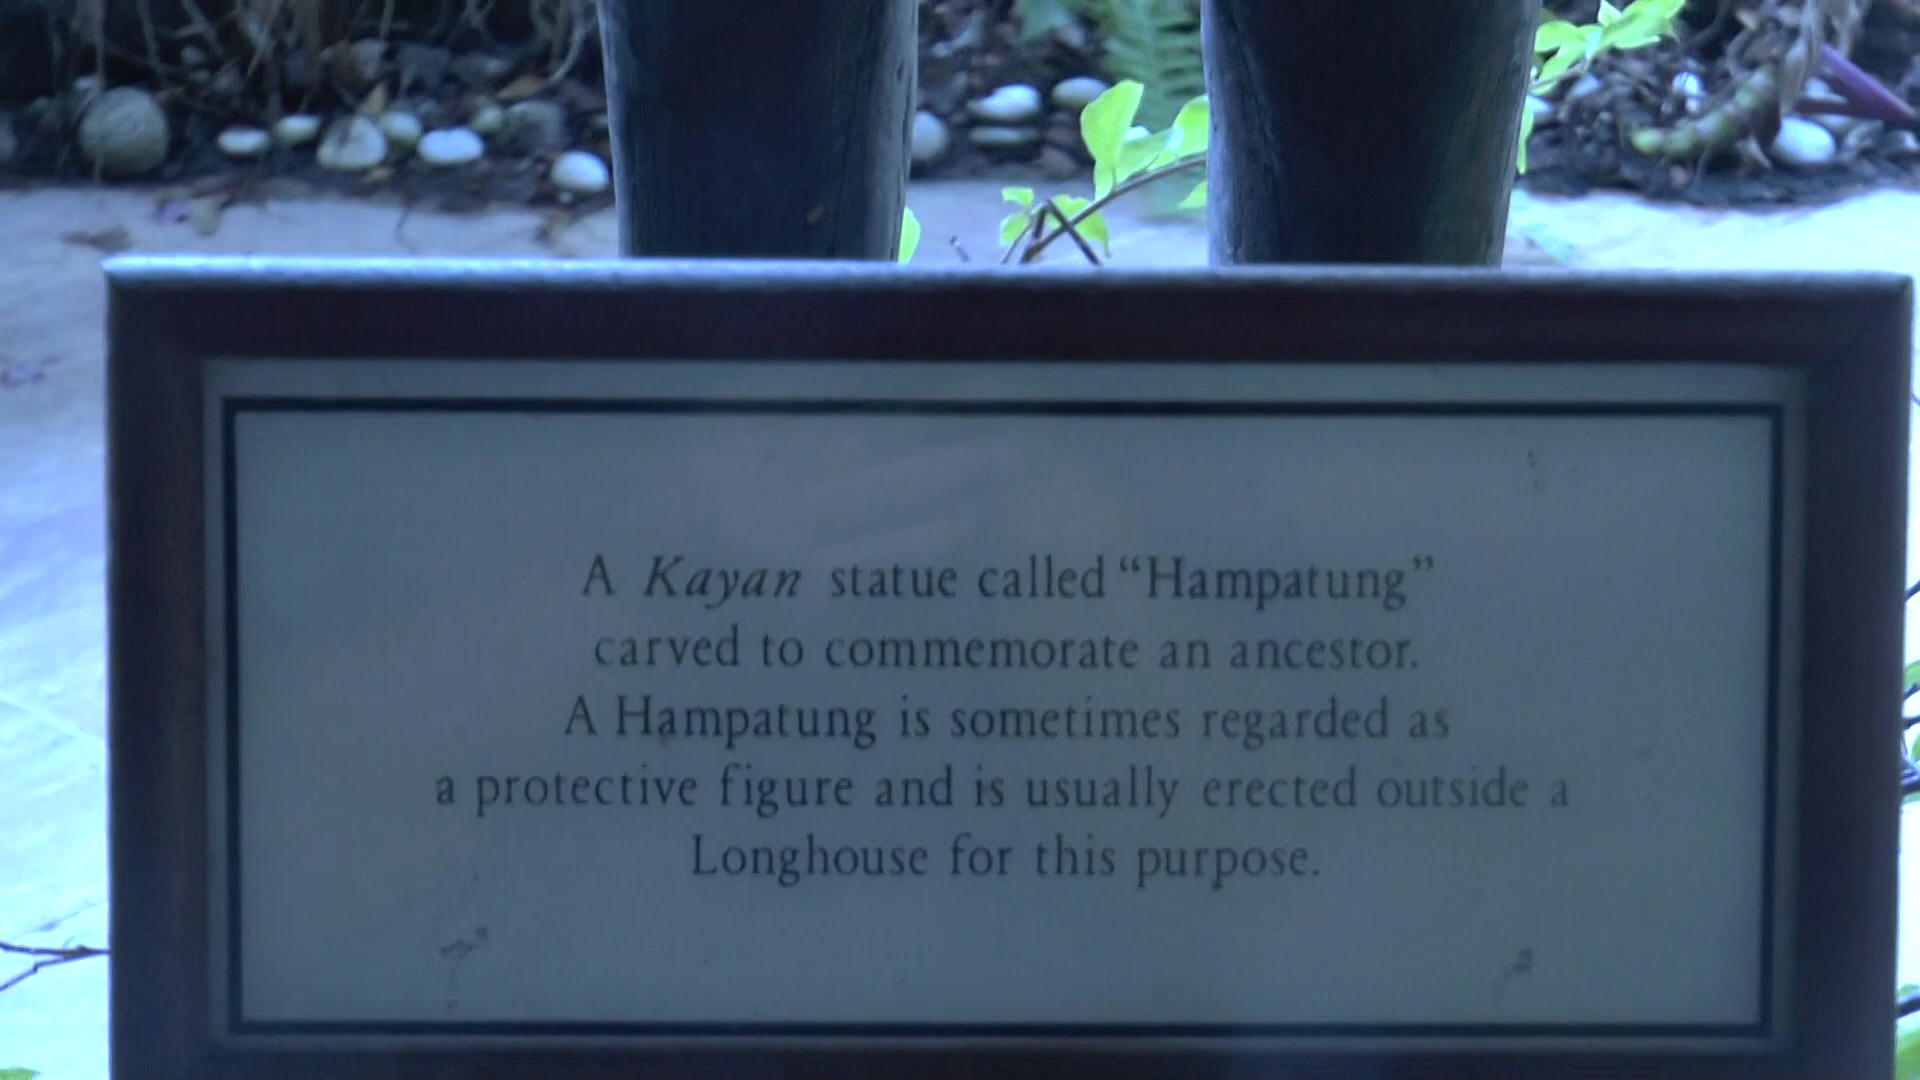 A Kayan statue called “Hampatung”
carved to commemorate an ancestor.
A Hampatung is sometimes regarded as
a protective figure and is usually erected outside a
Longhouse for this purpose.